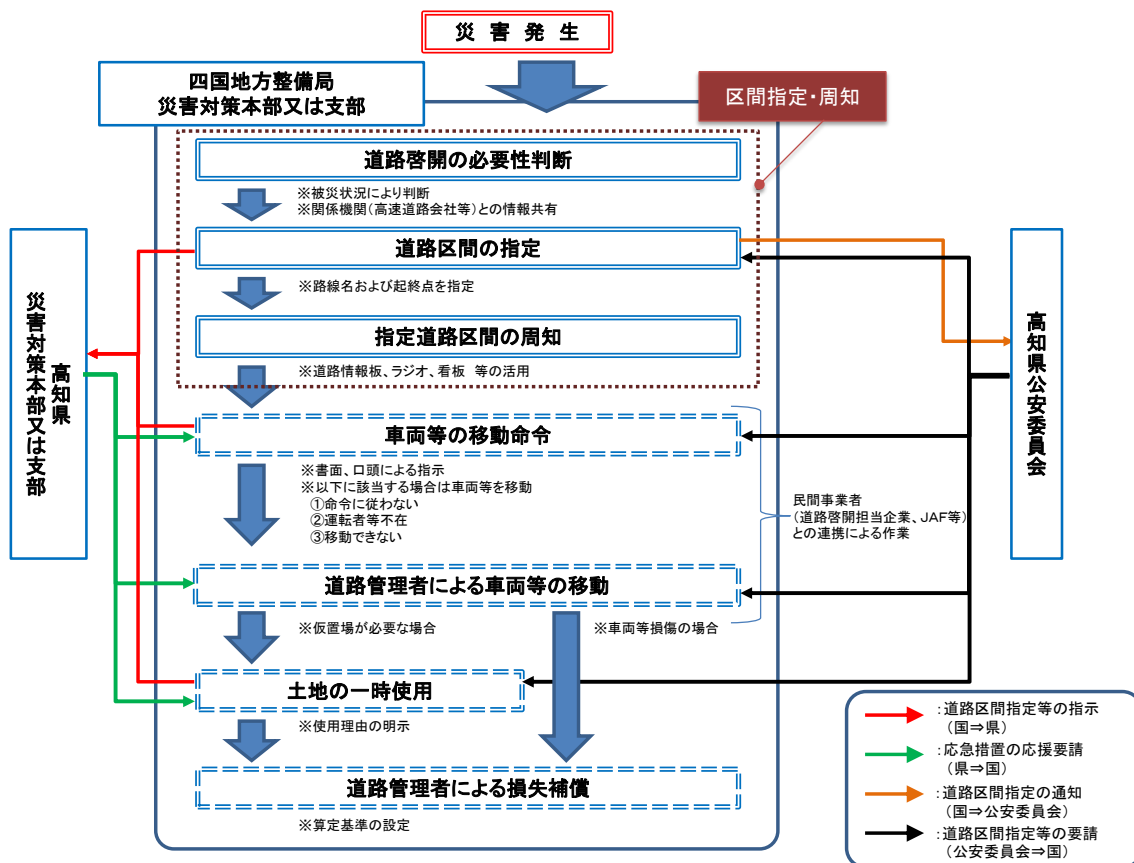 災 害 発 生
四国地方整備局
災害対策本部又は支部
区間指定・周知
道路啓開の必要性判断
※被災状況により判断
※関係機関(高速道路会社等)との情報共有
道路区間の指定
※路線名および起終点を指定
指定道路区間の周知
※道路情報板、ラジオ、看板 等の活用
高知県
災害対策本部又は支部
高知県公安委員会
車両等の移動命令
※書面、口頭による指示
※以下に該当する場合は車両等を移動
①命令に従わない
②運転者等不在
③移動できない
民間事業者
(道路啓開担当企業、JAF等)
との連携による作業
道路管理者による車両等の移動
※仮置場が必要な場合
※車両等損傷の場合
土地の一時使用
※使用理由の明示
道路管理者による損失補償
※算定基準の設定
:道路区間指定等の指示
(国⇒県)
:応急措置の応援要請
(県⇒国)
:道路区間指定の通知
(国⇒公安委員会)
:道路区間指定等の要請
(公安委員会⇒国)